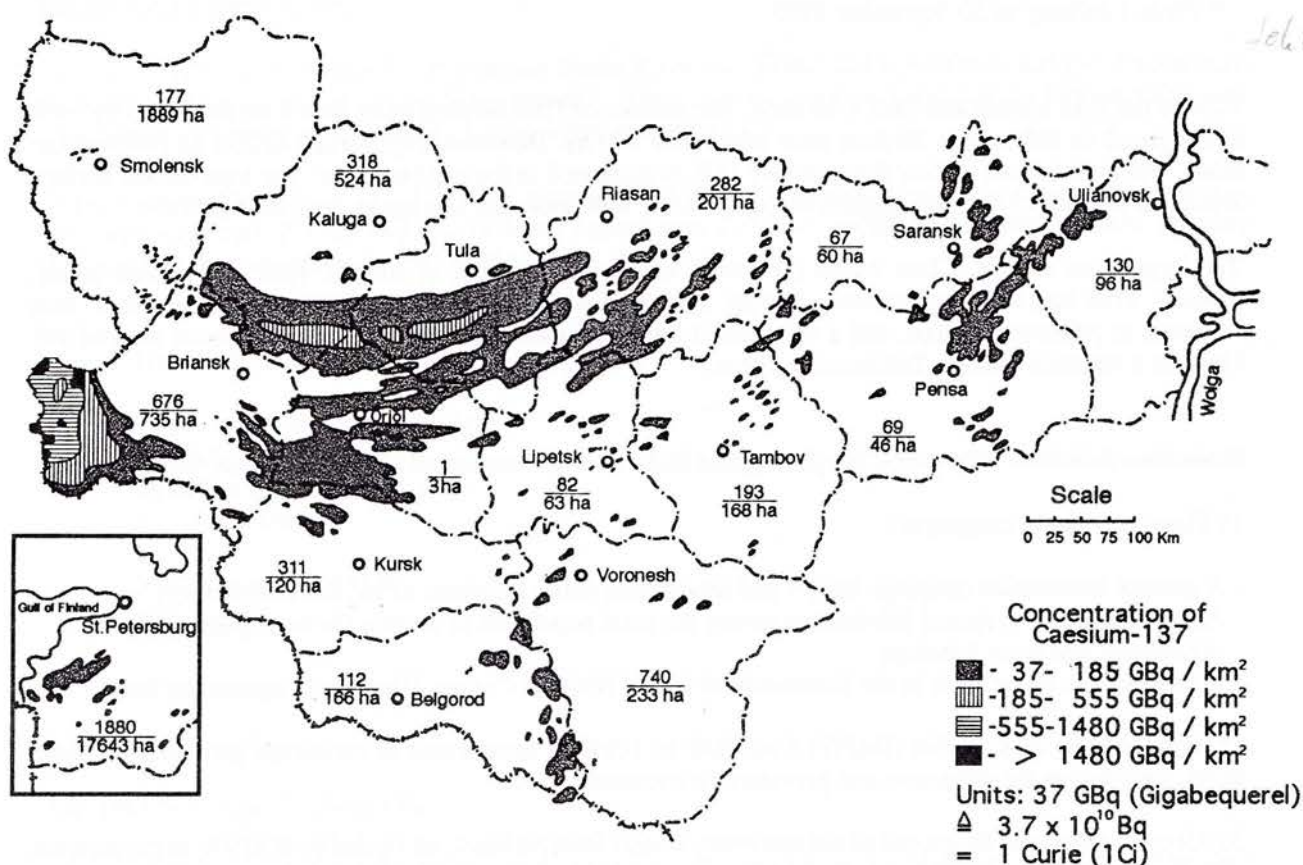 177
1889 ha
Smolensk
318
524 ha
Kaluga
Tula
Riasan
282
201 ha
67
60 ha
Saransk
Ulianovsk
130
96 ha
Briansk
676
735 ha
Oriol
1
3 ha
Lipetsk
82
63 ha
Tambov
193
168 ha
Pensa
69
46 ha
Wolga
Scale
0 25 50 75 100 Km
311
120 ha
Kursk
Voronesh
112
166 ha
Belgorod
740
233 ha
Gulf of Finland
St. Petersburg
1880
17643 ha
Concentration of
Caesium-137
- 37- 185 GBq / km²
-185- 555 GBq / km²
-555-1480 GBq / km²
- > 1480 GBq / km²
Units: 37 GBq (Gigabequerel)
≙ 3.7 x 10¹⁰ Bq
= 1 Curie (1Ci)